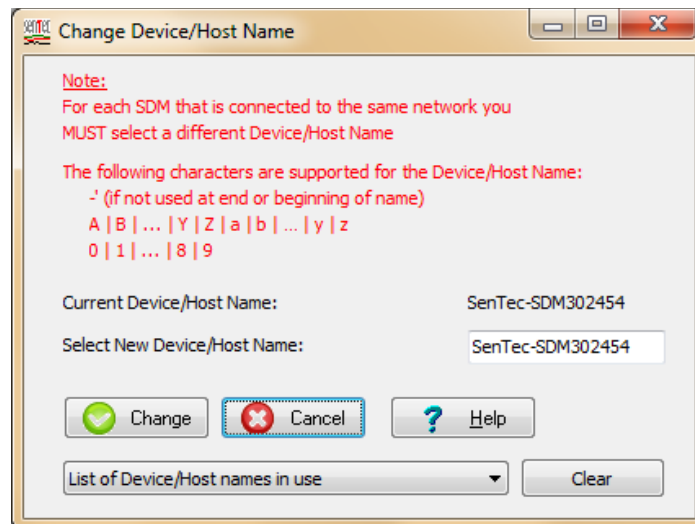 sentec
Change Device/Host Name
Note:
For each SDM that is connected to the same network you
MUST select a different Device/Host Name
The following characters are supported for the Device/Host Name:
-' (if not used at end or beginning of name)
A | B | ... | Y | Z | a | b | ... | y | z
0 | 1 | ... | 8 | 9
Current Device/Host Name: SenTec-SDM302454
Select New Device/Host Name: SenTec-SDM302454
Change Cancel ? Help
List of Device/Host names in use Clear